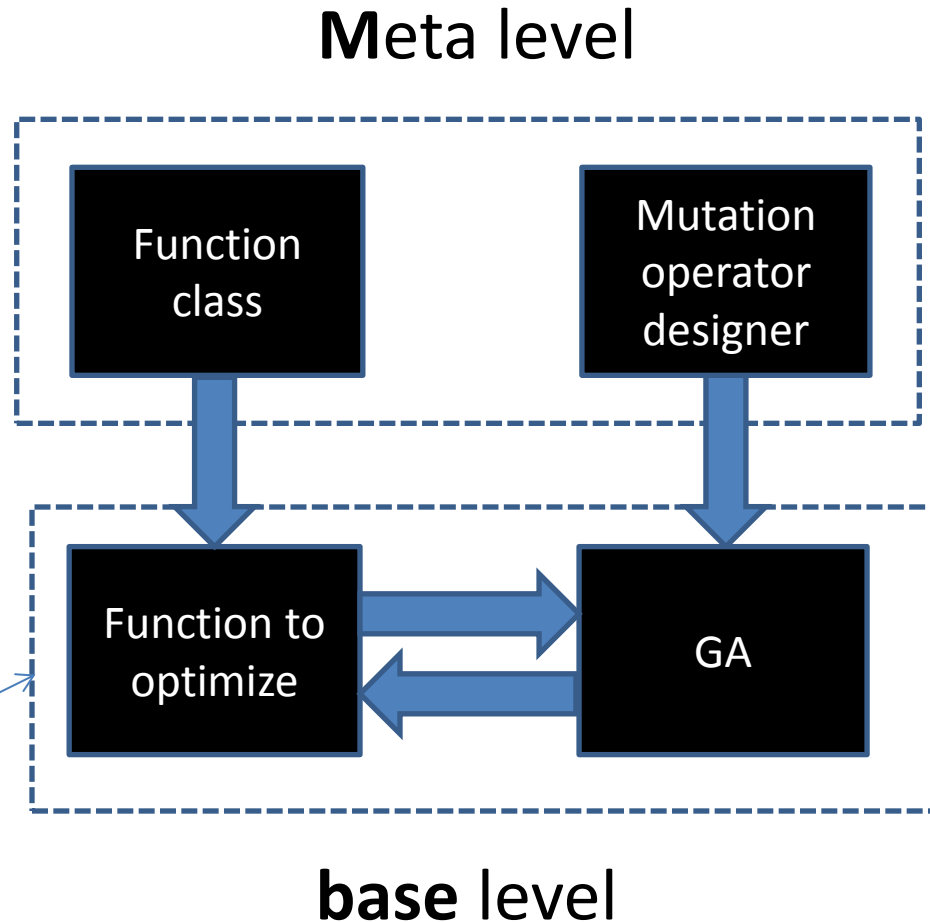 Meta level
Function
class
Mutation
operator
designer
Function to
optimize
GA
base level